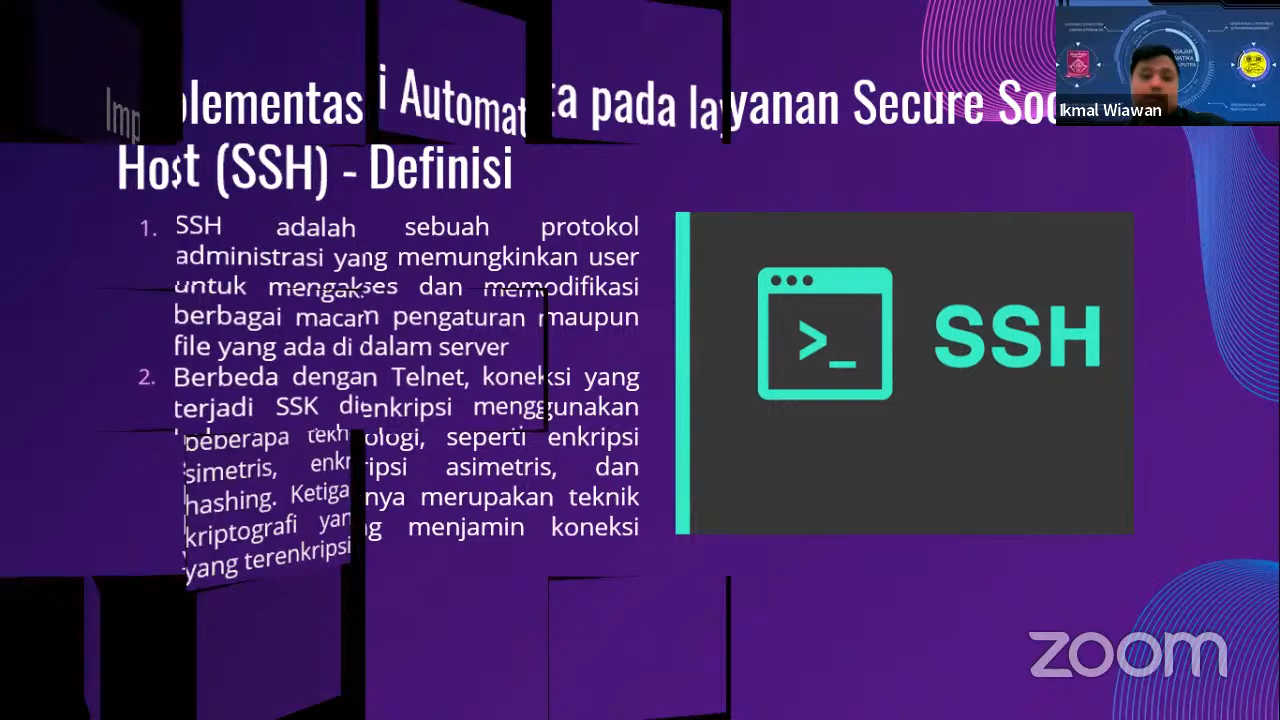 Implementasi Automata pada layanan Secure Soc
Host (SSH) - Definisi
1. SSH adalah sebuah protokol
administrasi yang memungkinkan user
untuk mengakses dan memodifikasi
berbagai macam pengaturan maupun
file yang ada di dalam server
2. Berbeda dengan Telnet, koneksi yang
terjadi SSK dienkripsi menggunakan
beberapa teknologi, seperti enkripsi
simetris, enkripsi asimetris, dan
hashing. Ketiganya merupakan teknik
kriptografi yang menjamin koneksi
yang terenkripsi
>_ SSH
Ikmal Wiawan
zoom